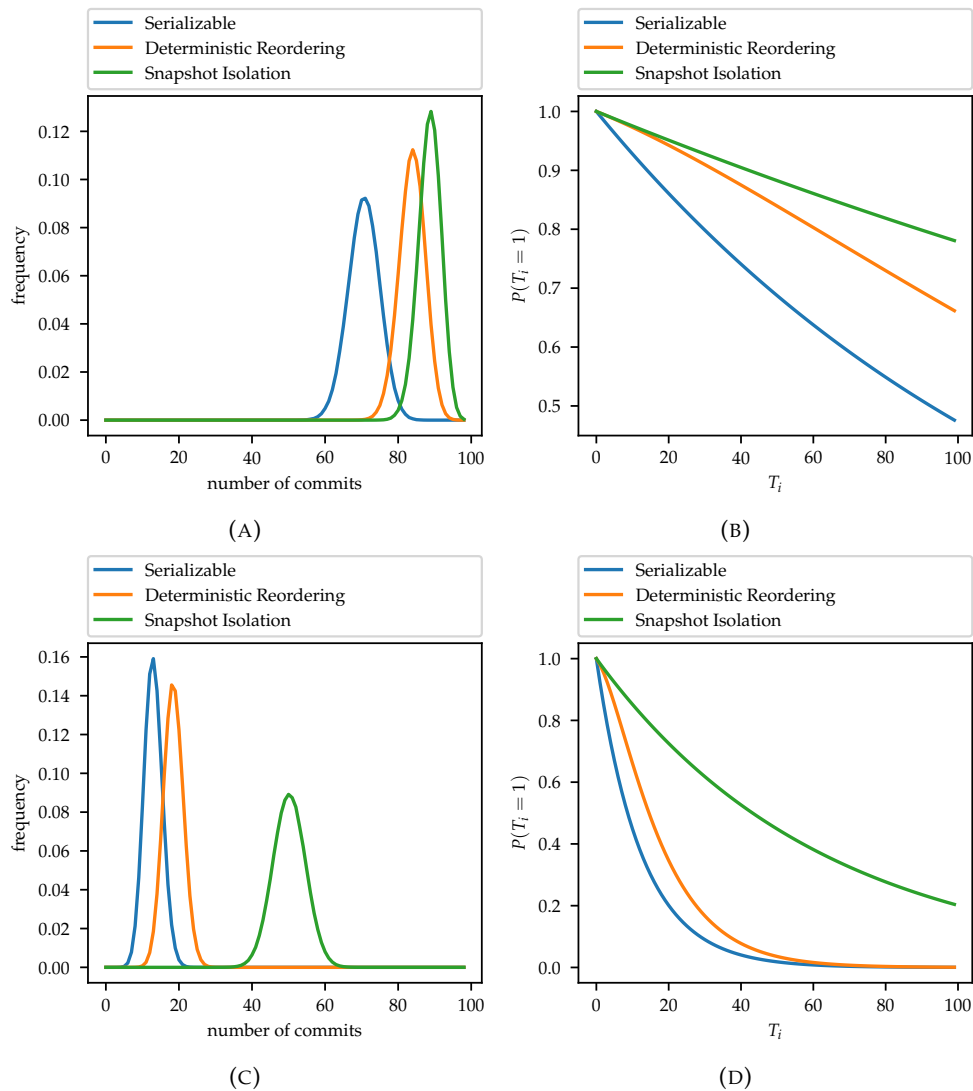 Serializable
Deterministic Reordering
Snapshot Isolation
0.12
0.10
0.08
0.06
0.04
0.02
0.00
frequency
0 20 40 60 80 100
number of commits
(A)
Serializable
Deterministic Reordering
Snapshot Isolation
1.0
0.9
0.8
0.7
0.6
0.5
P(T_i = 1)
0 20 40 60 80 100
T_i
(B)
Serializable
Deterministic Reordering
Snapshot Isolation
0.16
0.14
0.12
0.10
0.08
0.06
0.04
0.02
0.00
frequency
0 20 40 60 80 100
number of commits
(C)
Serializable
Deterministic Reordering
Snapshot Isolation
1.0
0.8
0.6
0.4
0.2
0.0
P(T_i = 1)
0 20 40 60 80 100
T_i
(D)